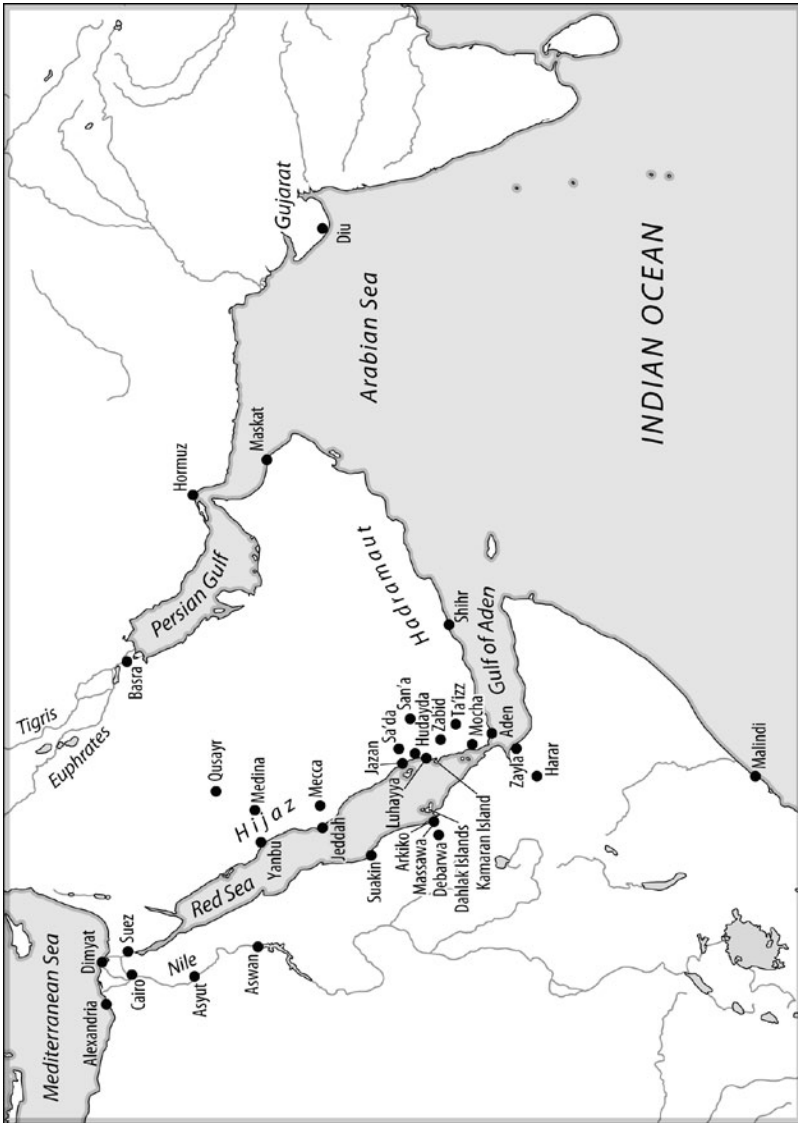 Mediterranean Sea
Alexandria
Dimyat
Cairo
Suez
Nile
Asyut
Aswan
Tigris
Euphrates
Basra
Persian Gulf
Hormuz
Maskat
Qusayr
Medina
Hijaz
Yanbu
Mecca
Jeddah
Red Sea
Suakin
Gujarat
Diu
Arabian Sea
Hadramaut
Shihr
Gulf of Aden
Jazan
Sa'da
San'a
Luhayya
Hudayda
Zabid
Ta'izz
Mocha
Aden
Arkiko
Massawa
Debarwa
Dahlak Islands
Kamaran Island
Zayla
Harar
Malindi
INDIAN OCEAN